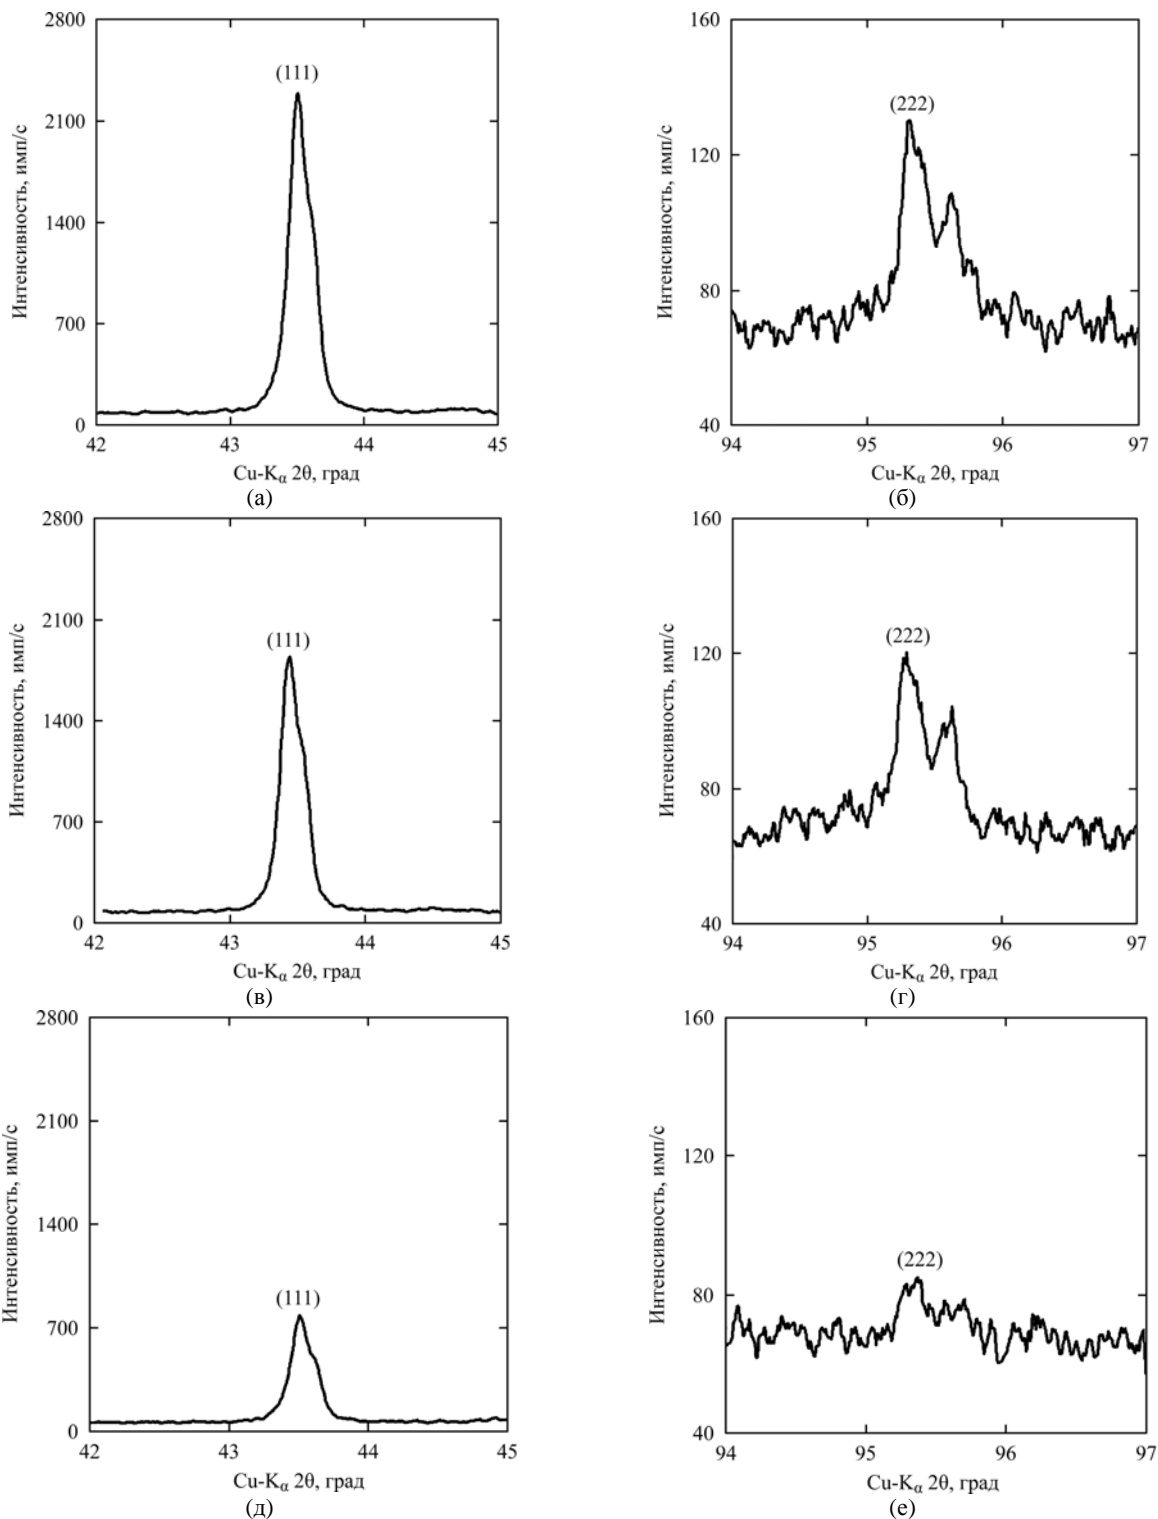 2800
2100
1400
700
0
Интенсивность, имп/с
(111)
42 43 44 45
Cu-Kα 2θ, град
(а)
160
120
80
40
Интенсивность, имп/с
(222)
94 95 96 97
Cu-Kα 2θ, град
(б)
2800
2100
1400
700
0
Интенсивность, имп/с
(111)
42 43 44 45
Cu-Kα 2θ, град
(в)
160
120
80
40
Интенсивность, имп/с
(222)
94 95 96 97
Cu-Kα 2θ, град
(г)
2800
2100
1400
700
0
Интенсивность, имп/с
(111)
42 43 44 45
Cu-Kα 2θ, град
(д)
160
120
80
40
Интенсивность, имп/с
(222)
94 95 96 97
Cu-Kα 2θ, град
(е)